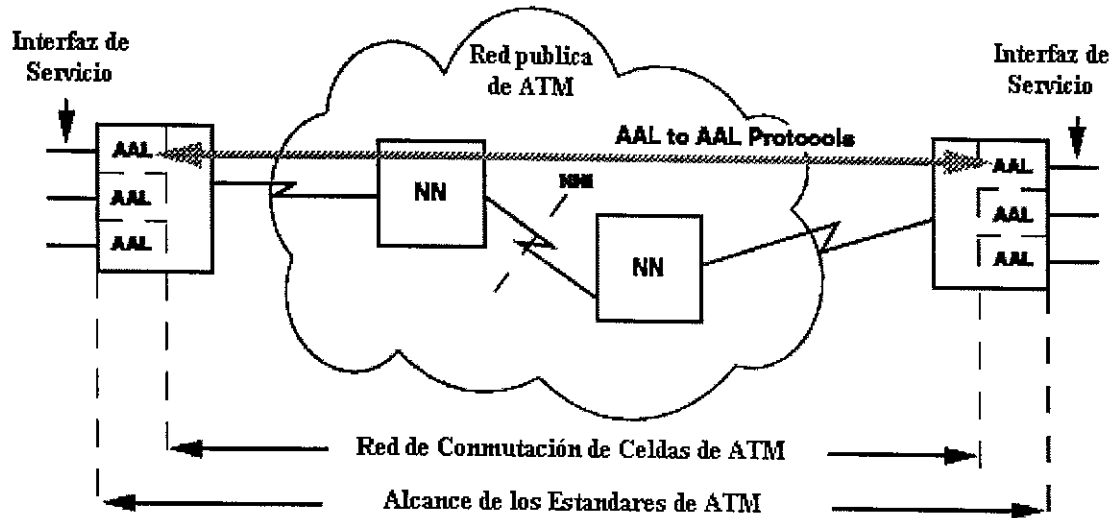 Interfaz de
Servicio
Red publica
de ATM
Interfaz de
Servicio
AAL to AAL Protocols
AAL
AAL
AAL
NN
NNI
NN
AAL
AAL
AAL
Red de Conmutación de Celdas de ATM
Alcance de los Estandares de ATM